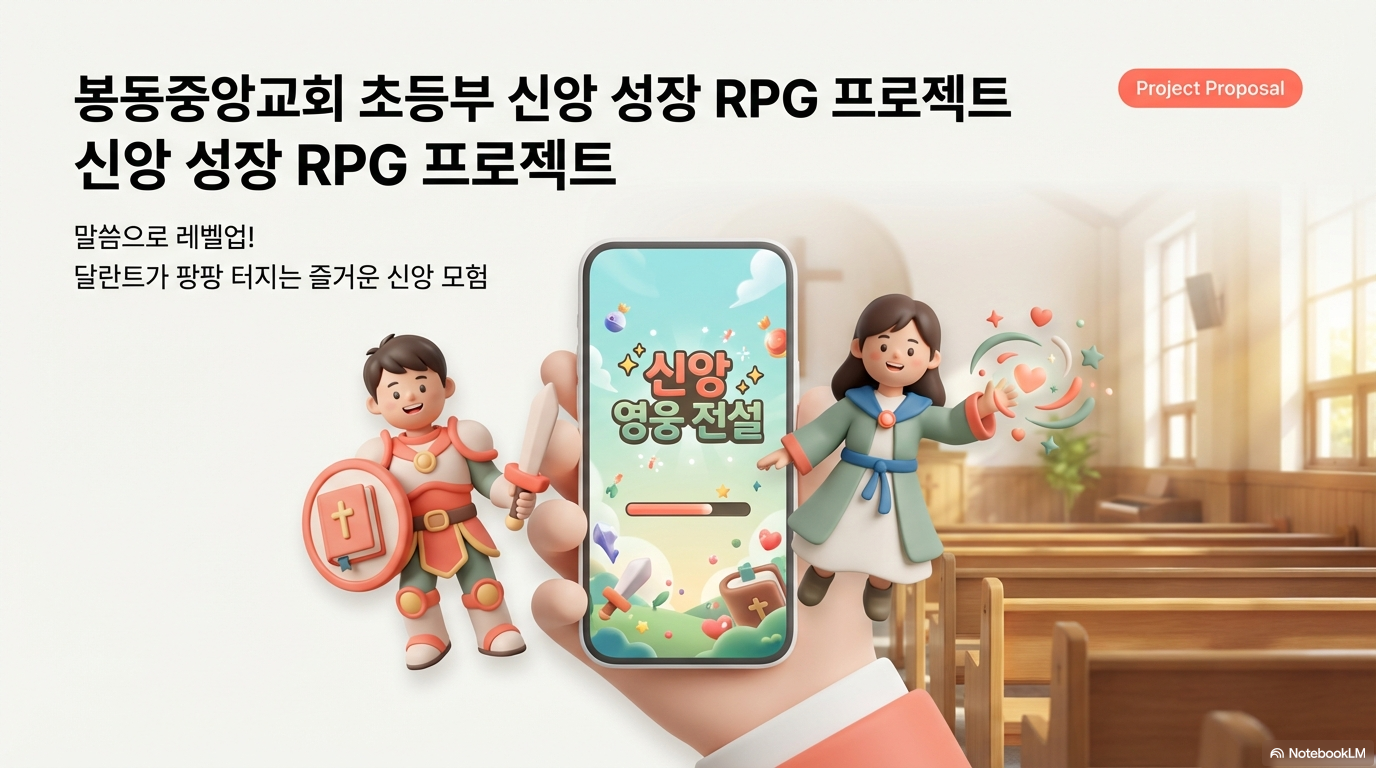 봉동중앙교회 초등부 신앙 성장 RPG 프로젝트
신앙 성장 RPG 프로젝트
Project Proposal
말씀으로 레벨업!
달란트가 팡팡 터지는 즐거운 신앙 모험
신앙
영웅 전설
NotebookLM